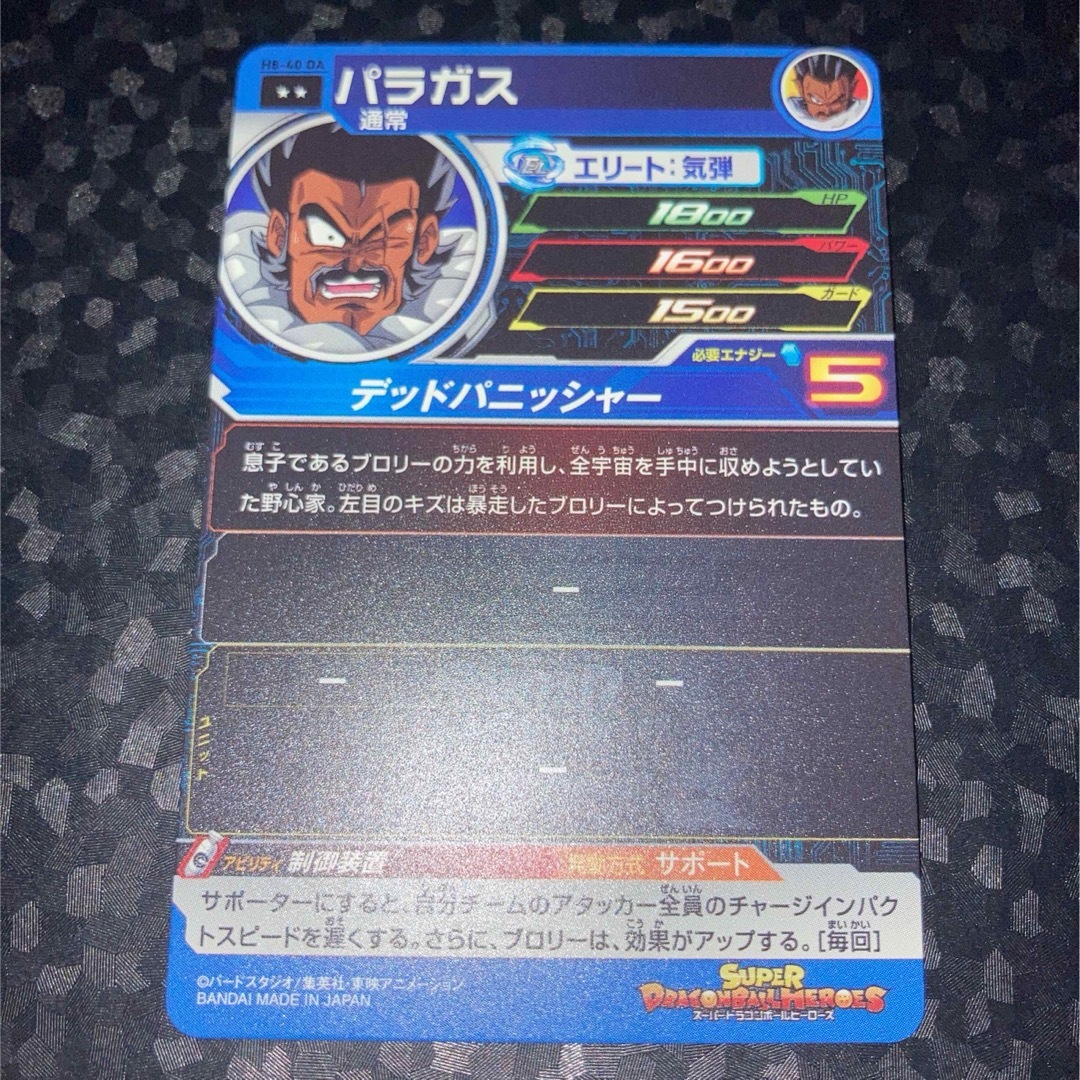 H8-40 DA
★★
パラガス
通常
EL
エリート：気弾
HP
1800
パワー
1600
ガード
1500
必要エナジー
5
デッドパニッシャー
息子であるブロリーの力を利用し、全宇宙を手中に収めようとしてい
た野心家。左目のキズは暴走したブロリーによってつけられたもの。
ー
ー
ー
ユニット
ー
アビリティ 制御装置
発動方式 サポート
サポーターにすると、自分チームのアタッカー全員のチャージインパク
トスピードを遅くする。さらに、ブロリーは、効果がアップする。[毎回]
©バードスタジオ/集英社・東映アニメーション
BANDAI MADE IN JAPAN
SUPER
DRAGONBALL HEROES
スーパードラゴンボールヒーローズ